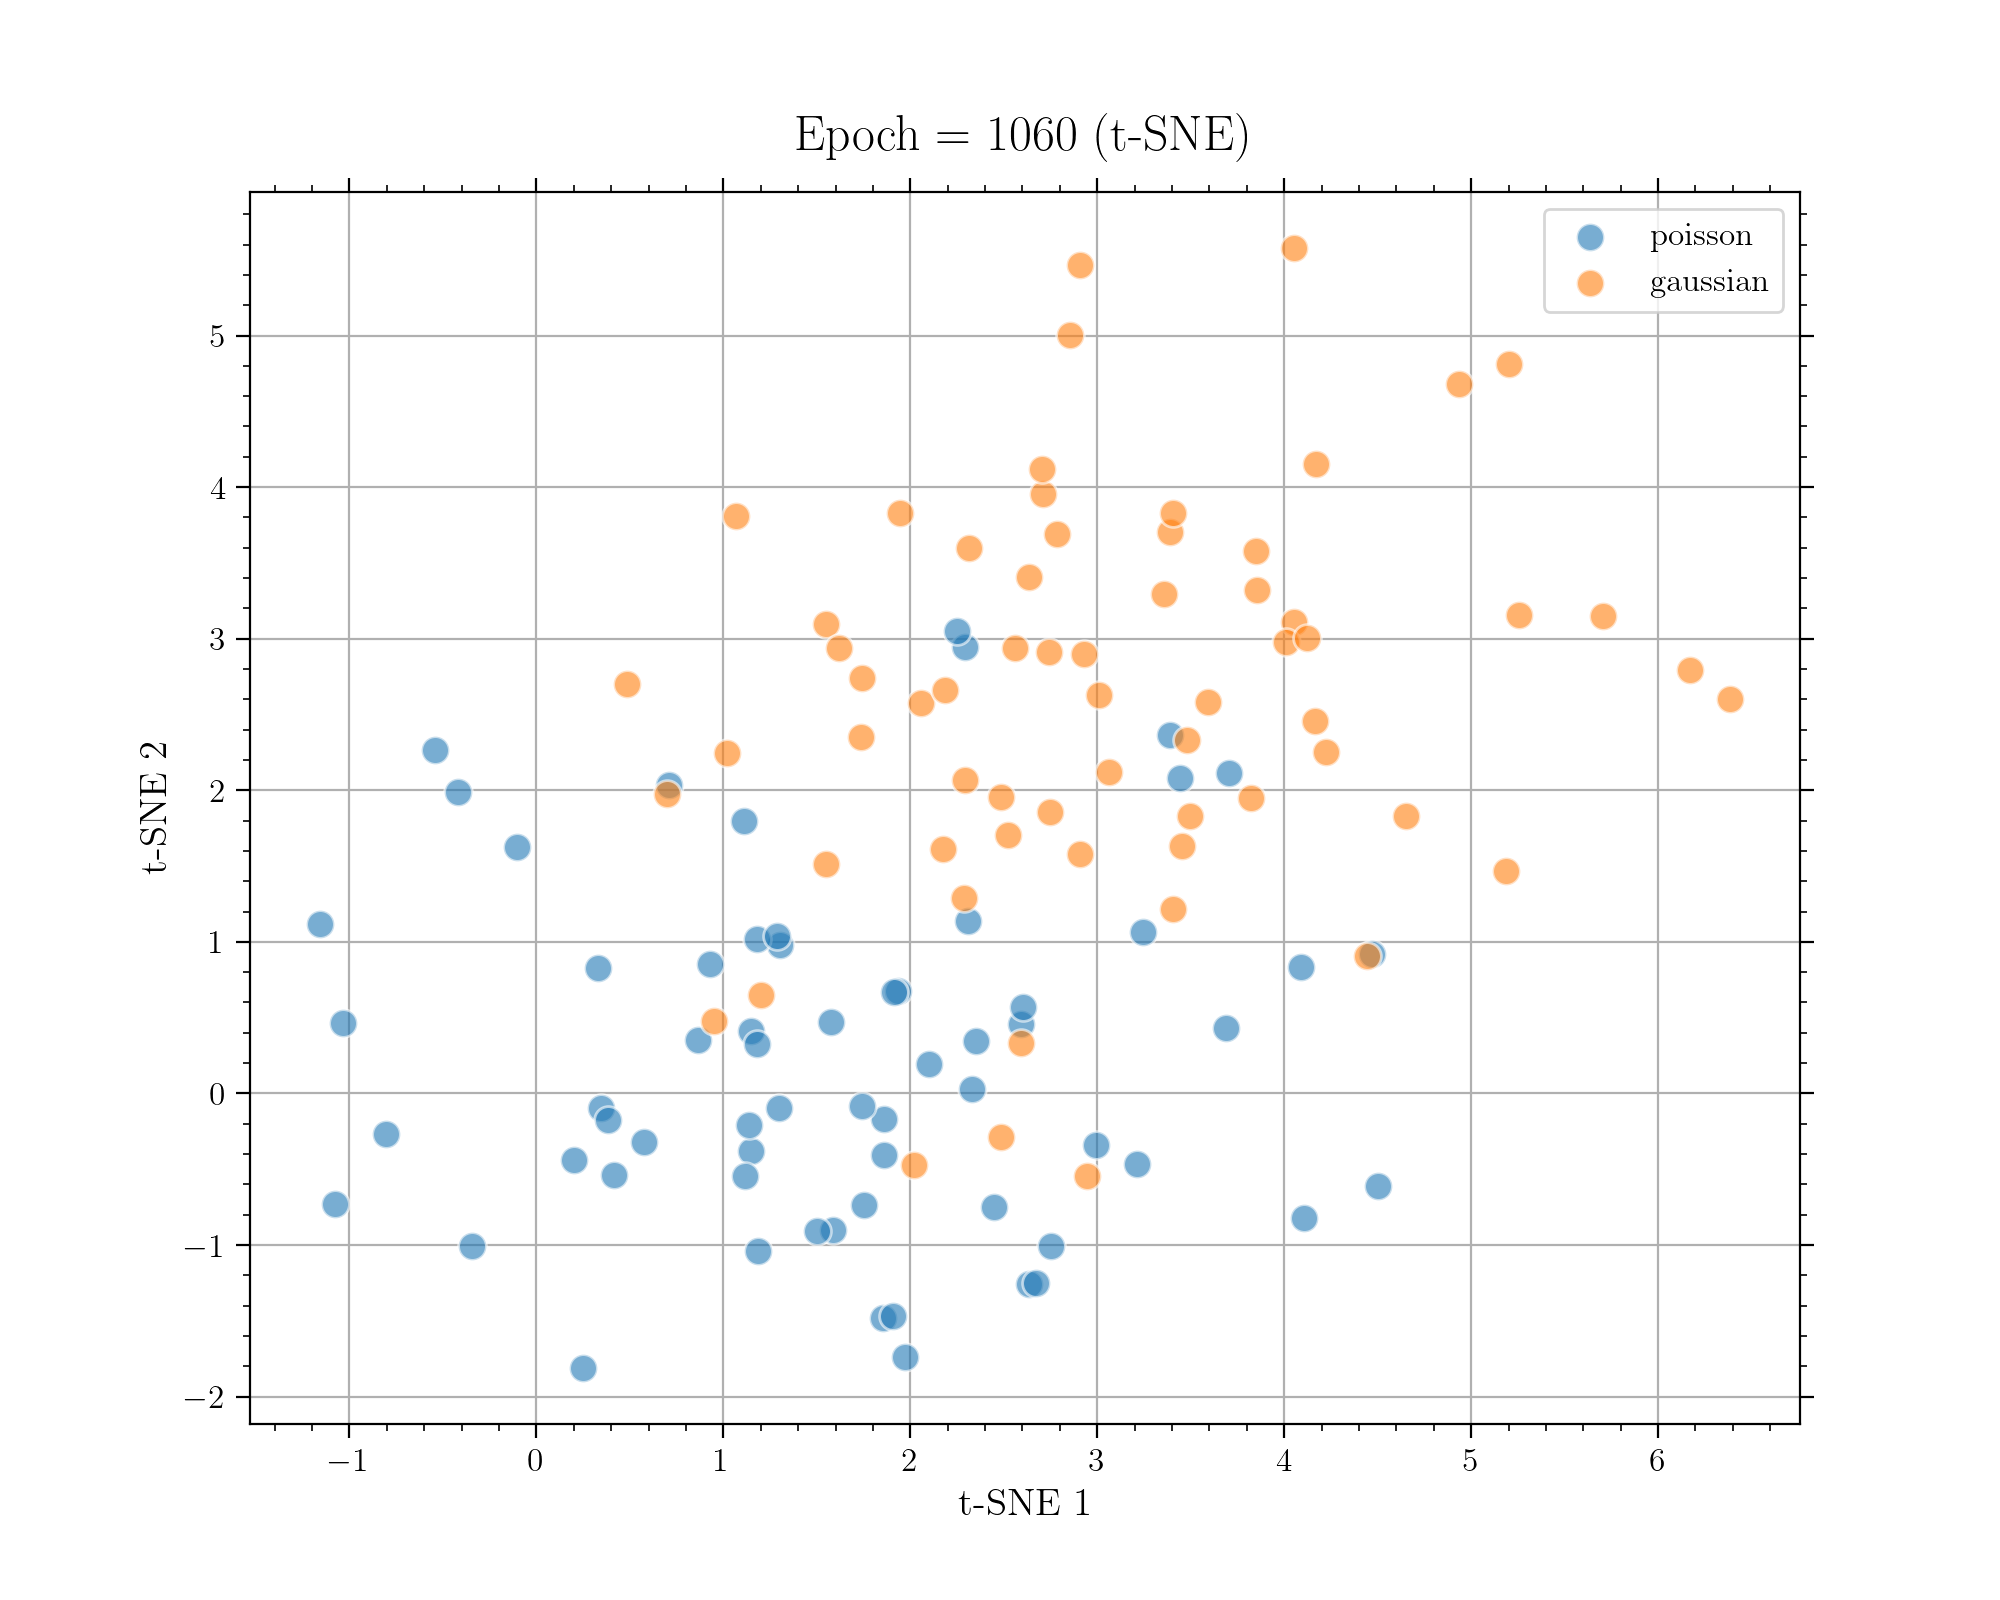 Epoch = 1060 (t-SNE)
poisson
gaussian
5
4
3
2
1
0
−1
−2
t-SNE 2
−1 0 1 2 3 4 5 6
t-SNE 1